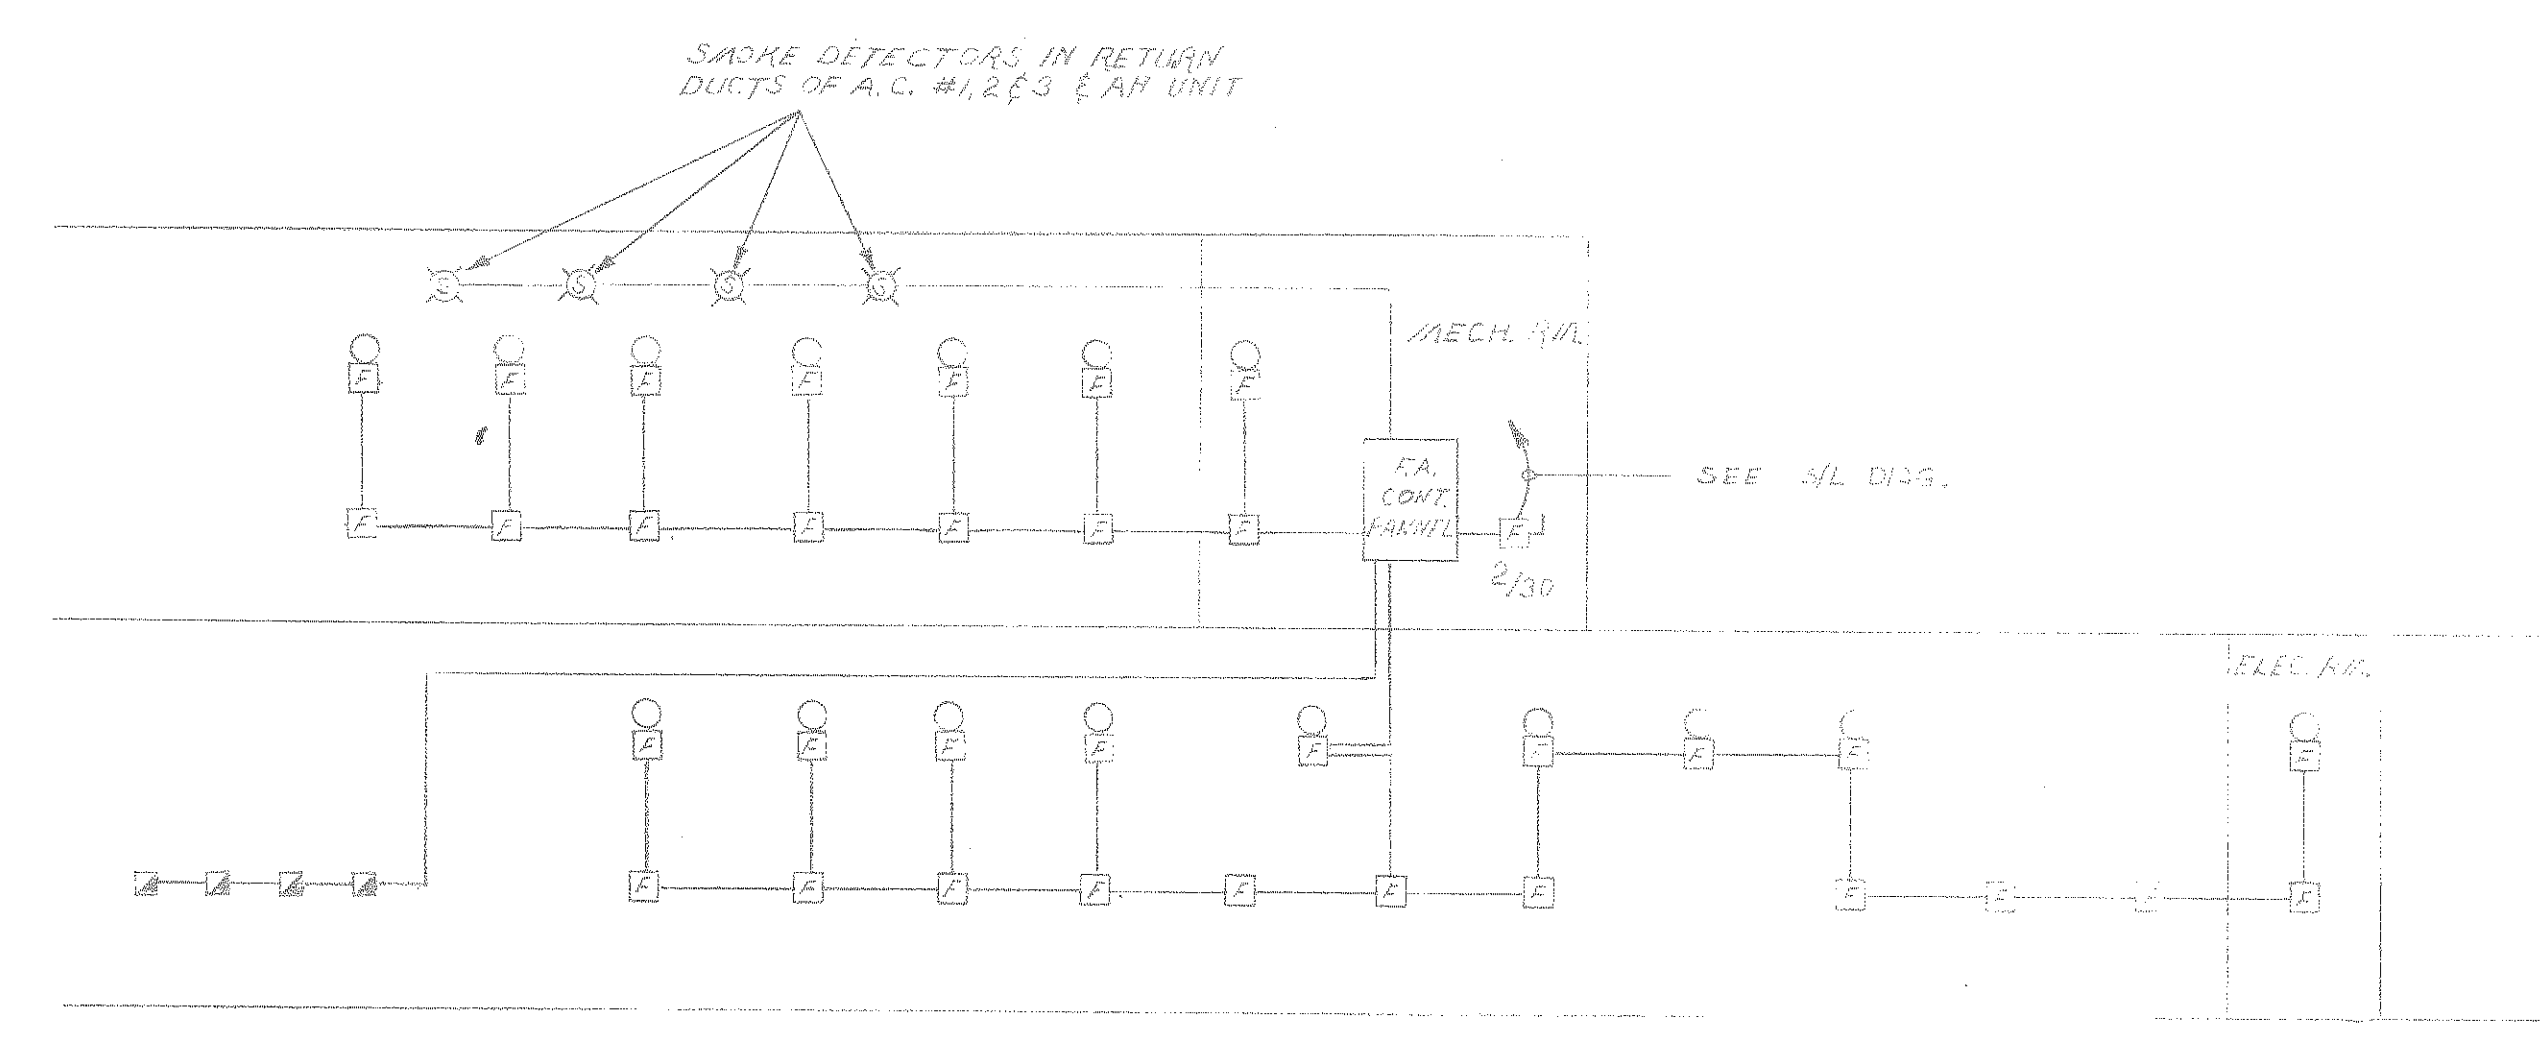 SMOKE DETECTORS IN RETURN
DUCTS OF A.C. #1, 2 & 3 & AH UNIT
S S S S
MECH. RM.
F F F F F F F
F.A.
CONT.
PANNEL
SEE S/L DIAG.
F F F F F F F F
2/30
ELEC. RM.
F F F F F F F F F
F F F F F F F F F F